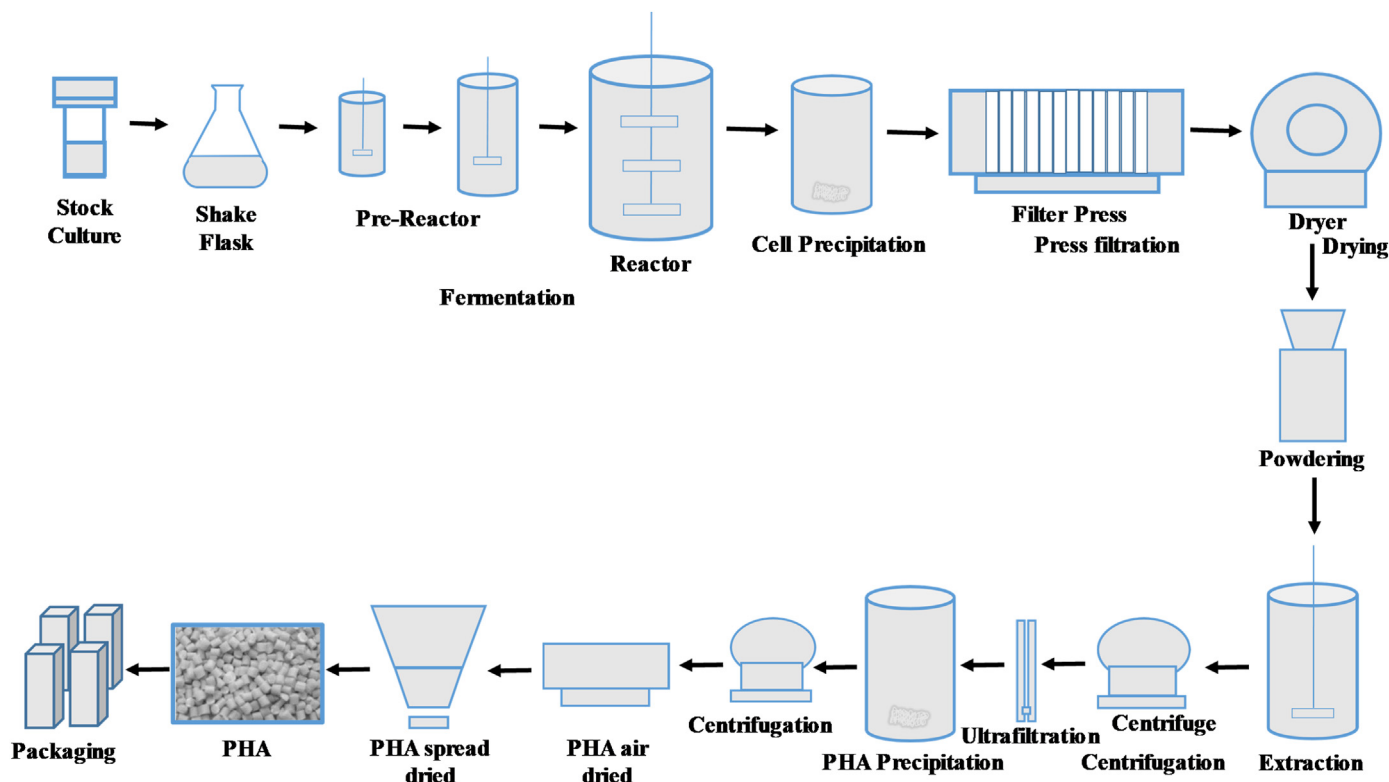 Stock
Culture
Shake
Flask
Pre-Reactor
Reactor
Fermentation
Cell Precipitation
Filter Press
Press filtration
Dryer
Drying
Powdering
Packaging
PHA
PHA spread
dried
PHA air
dried
Centrifugation
PHA Precipitation
Ultrafiltration
Centrifuge
Centrifugation
Extraction